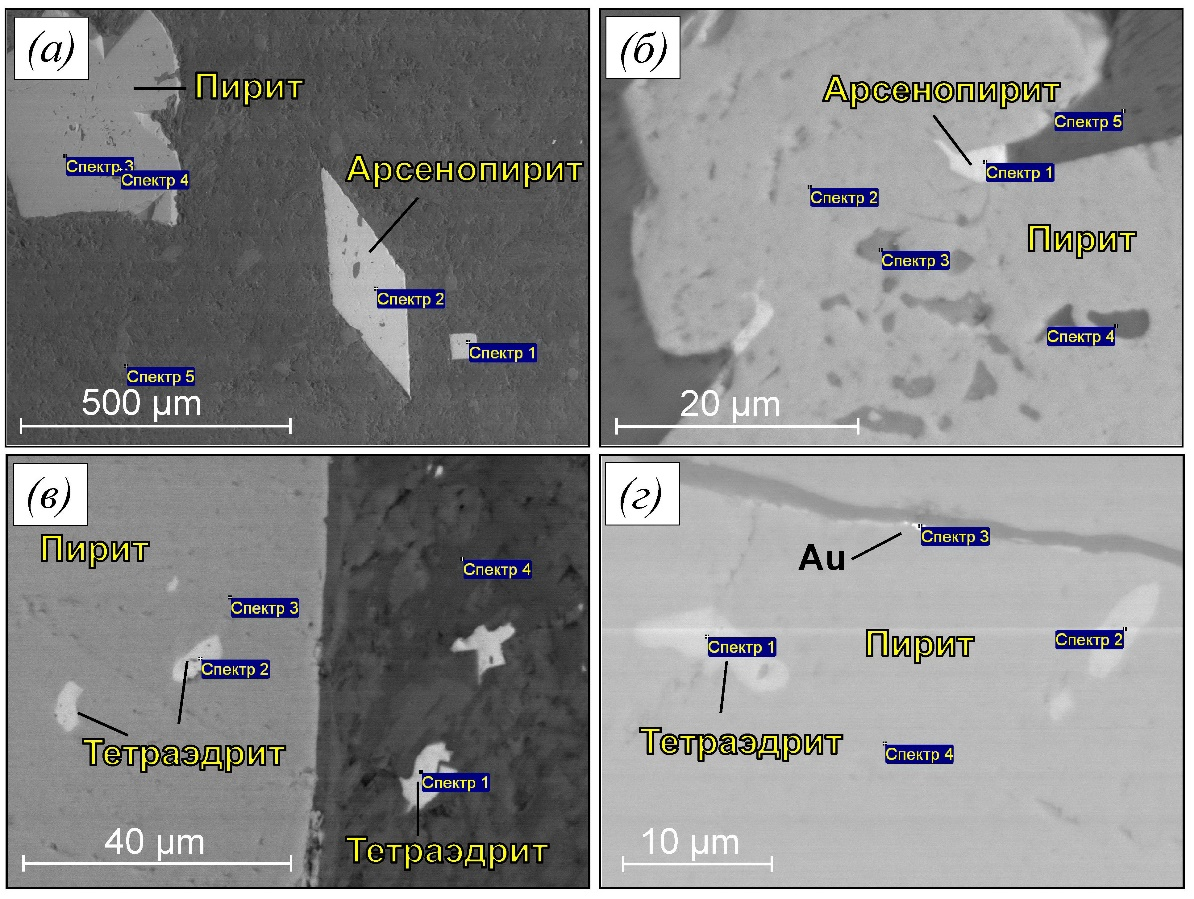 (а)
Пирит
Арсенопирит
Спектр 3
Спектр 4
Спектр 2
Спектр 1
Спектр 5
500 μm
(б)
Арсенопирит
Спектр 5
Спектр 1
Спектр 2
Пирит
Спектр 3
Спектр 4
20 μm
(в)
Пирит
Спектр 4
Спектр 3
Спектр 2
Тетраэдрит
Спектр 1
Тетраэдрит
40 μm
(г)
Спектр 3
Au
Спектр 1
Пирит
Спектр 2
Тетраэдрит
Спектр 4
10 μm